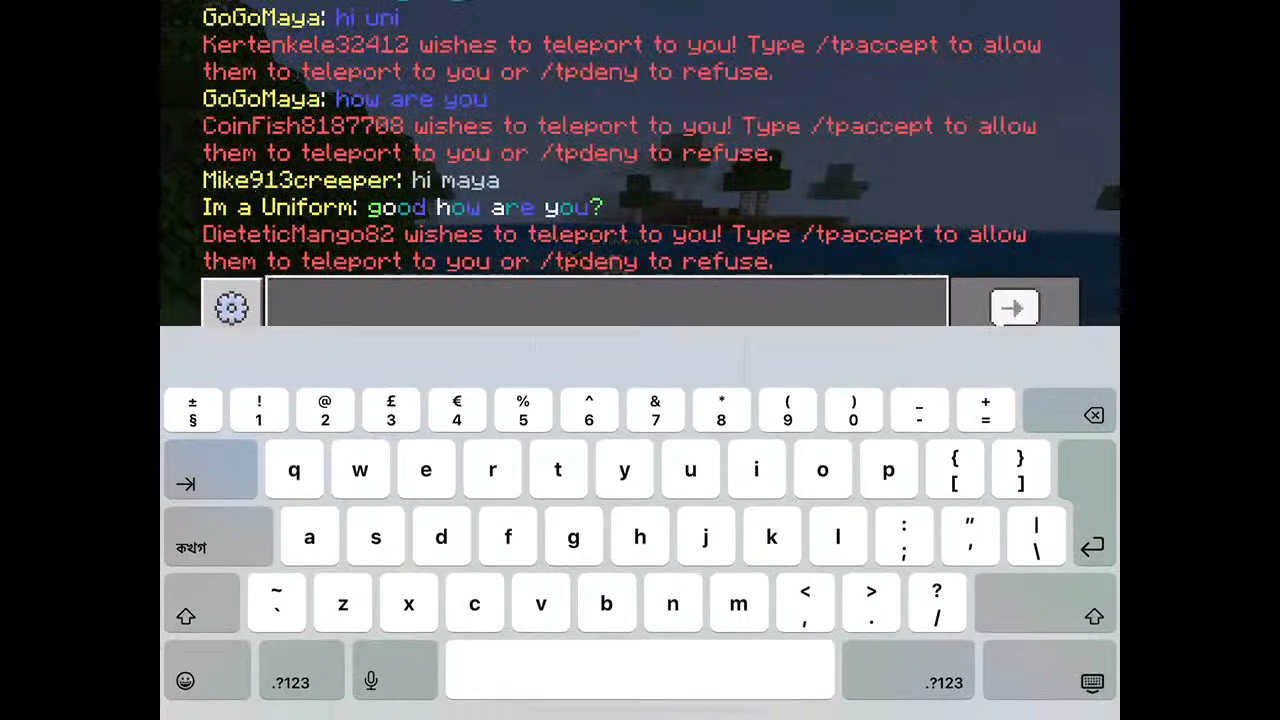 GoGoMaya: hi uni
Kertenkele32412 wishes to teleport to you! Type /tpaccept to allow
them to teleport to you or /tpdeny to refuse.
GoGoMaya: how are you
CoinFish8187708 wishes to teleport to you! Type /tpaccept to allow
them to teleport to you or /tpdeny to refuse.
Mike913creeper: hi maya
Im a Uniform: good how are you?
DieteticMango82 wishes to teleport to you! Type /tpaccept to allow
them to teleport to you or /tpdeny to refuse.
± ! @ £ € % ^ & * ( ) _ +
§ 1 2 3 4 5 6 7 8 9 0 - =
q w e r t y u i o p { [ } ]
কখগ a s d f g h j k l : ; " ' | \
~ ` z x c v b n m < , > . ? /
.?123 .?123